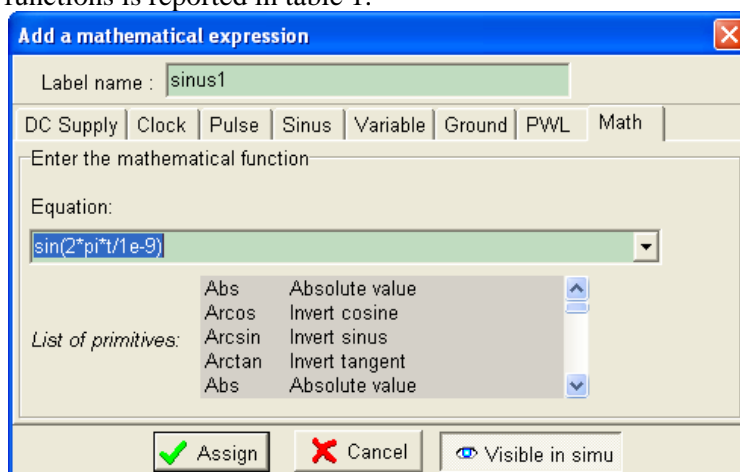 functions is reported in table 1.
Add a mathematical expression
Label name : sinus1
DC Supply Clock Pulse Sinus Variable Ground PWL Math
Enter the mathematical function
Equation:
sin(2*pi*t/1e-9)
List of primitives:
Abs Absolute value
Arcos Invert cosine
Arcsin Invert sinus
Arctan Invert tangent
Abs Absolute value
Assign Cancel Visible in simu